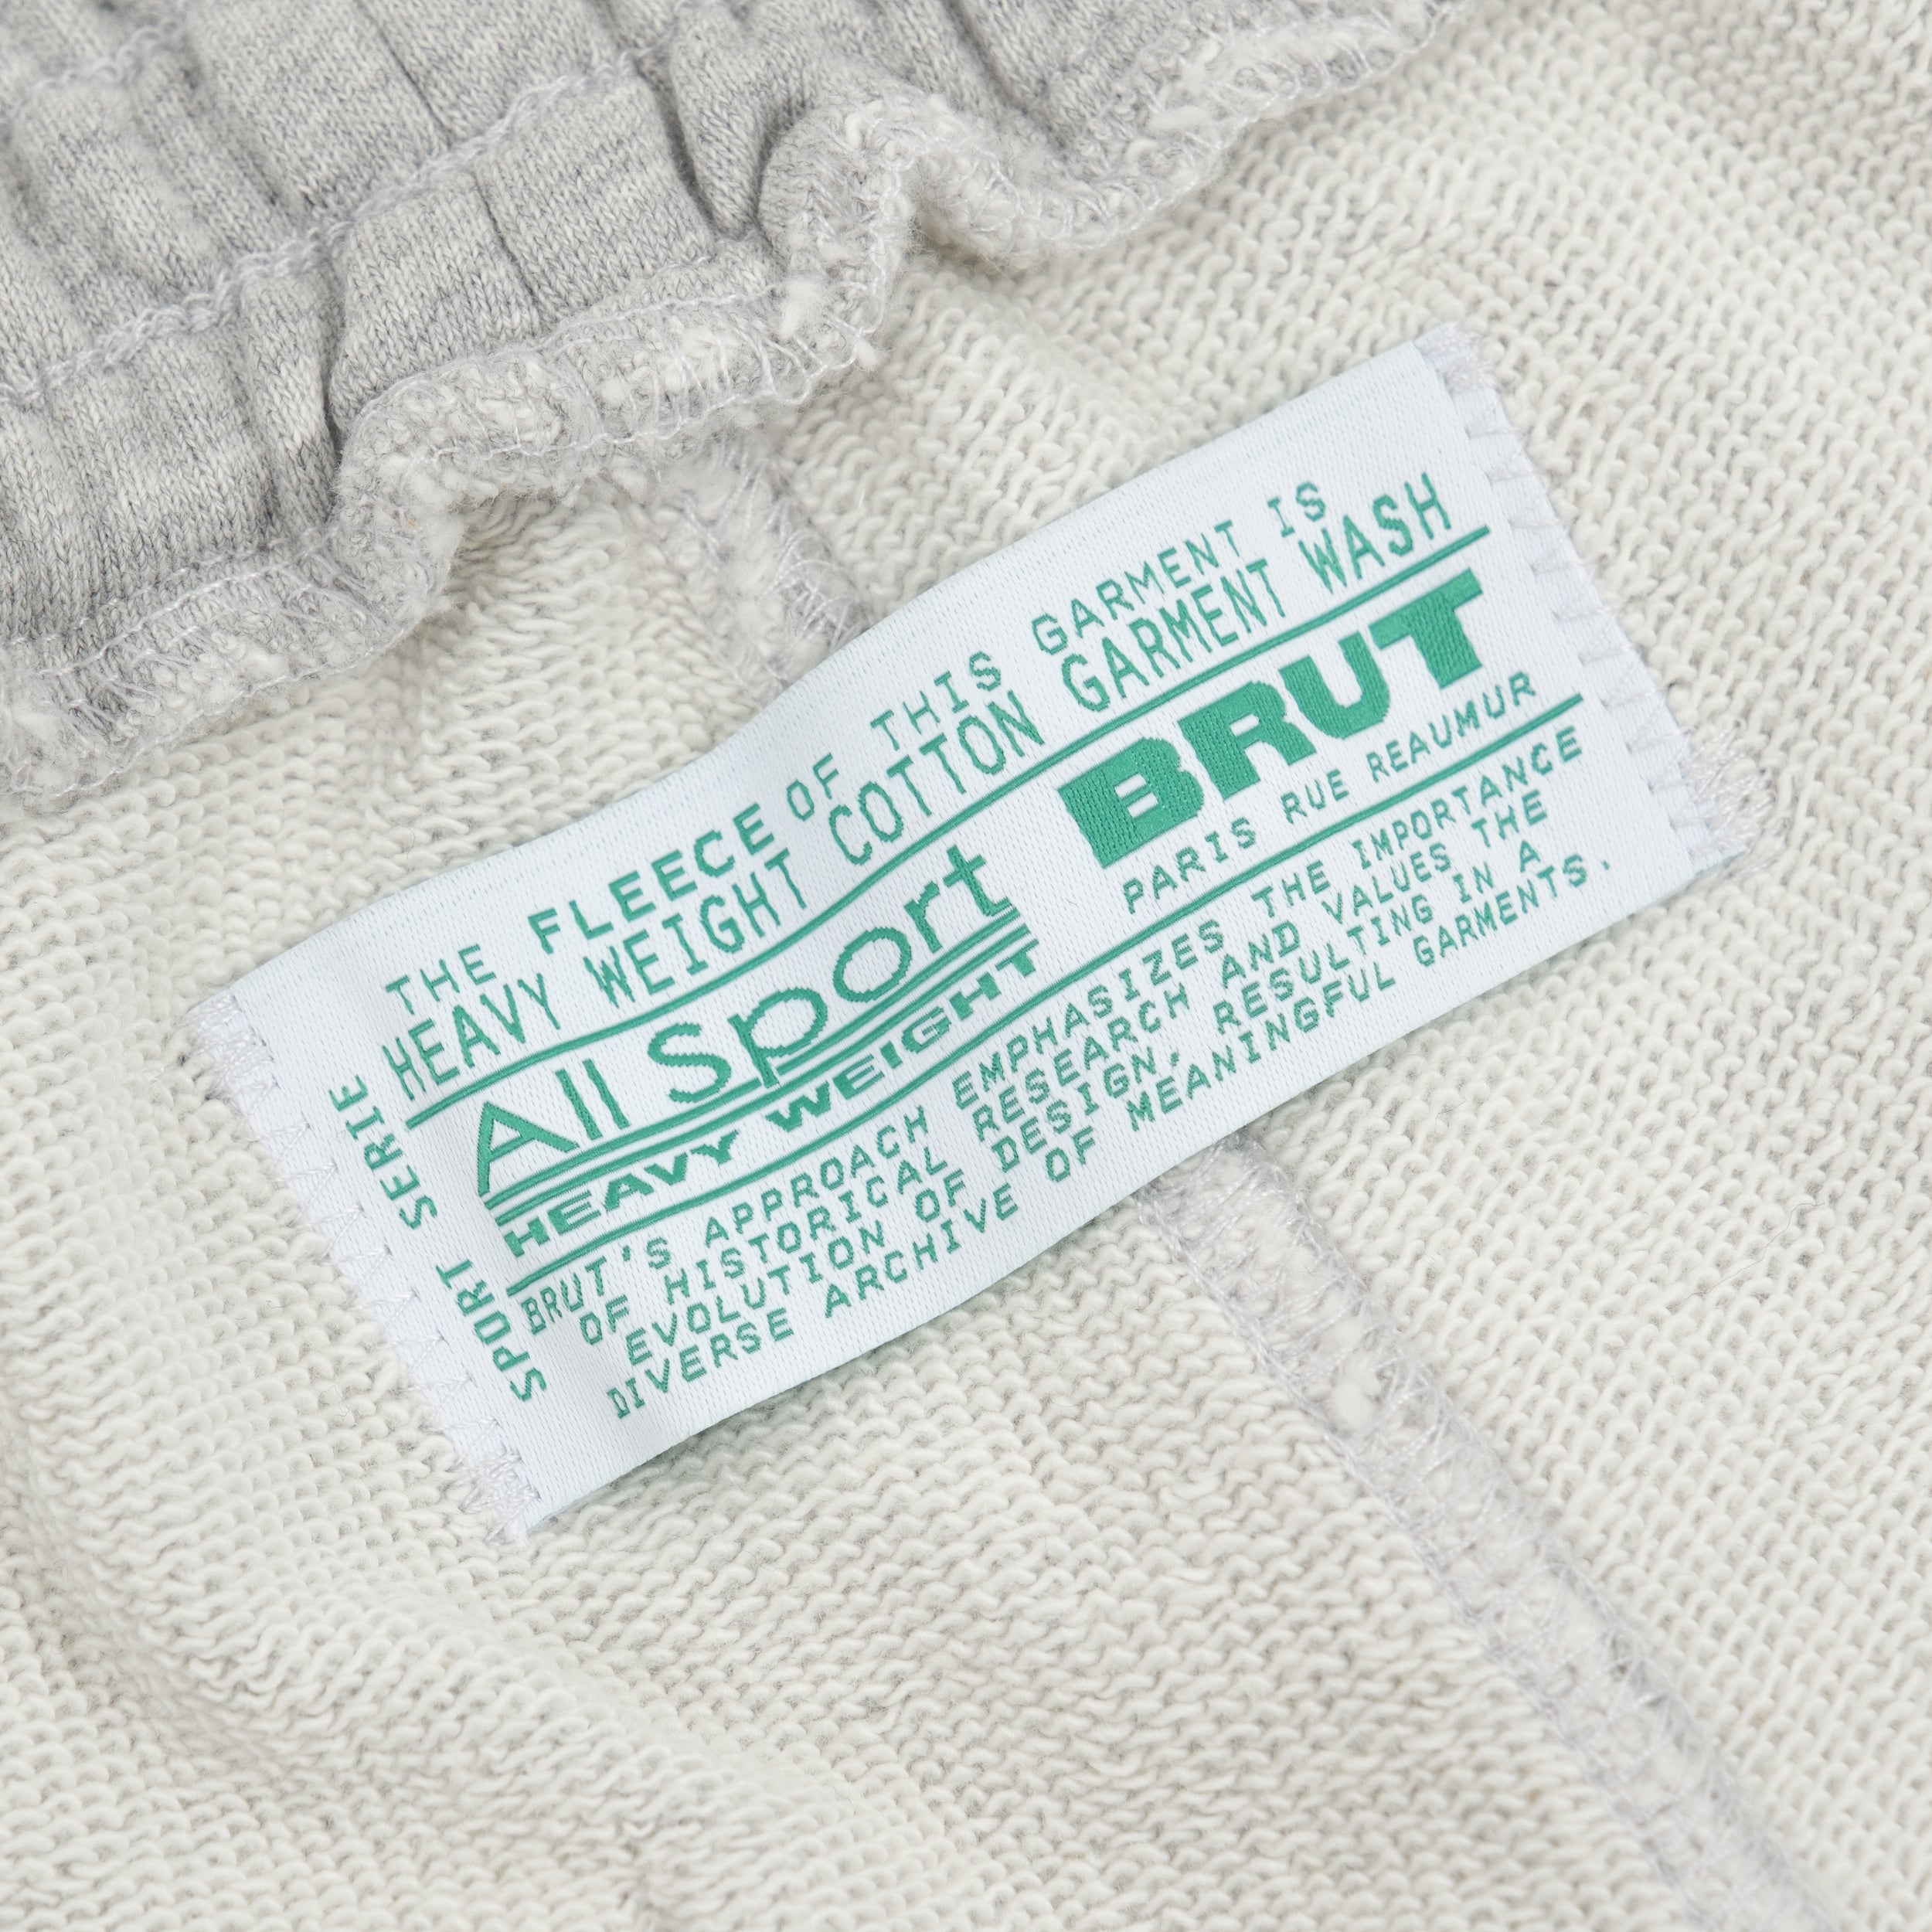 THE FLEECE OF THIS GARMENT IS
HEAVY WEIGHT COTTON GARMENT WASH
All sport
HEAVY WEIGHT
BRUT
PARIS RUE REAUMUR
BRUT'S APPROACH EMPHASIZES THE IMPORTANCE
OF HISTORICAL RESEARCH AND VALUES THE
EVOLUTION OF DESIGN, RESULTING IN A
DIVERSE ARCHIVE OF MEANINGFUL GARMENTS.
SPORT SERIE